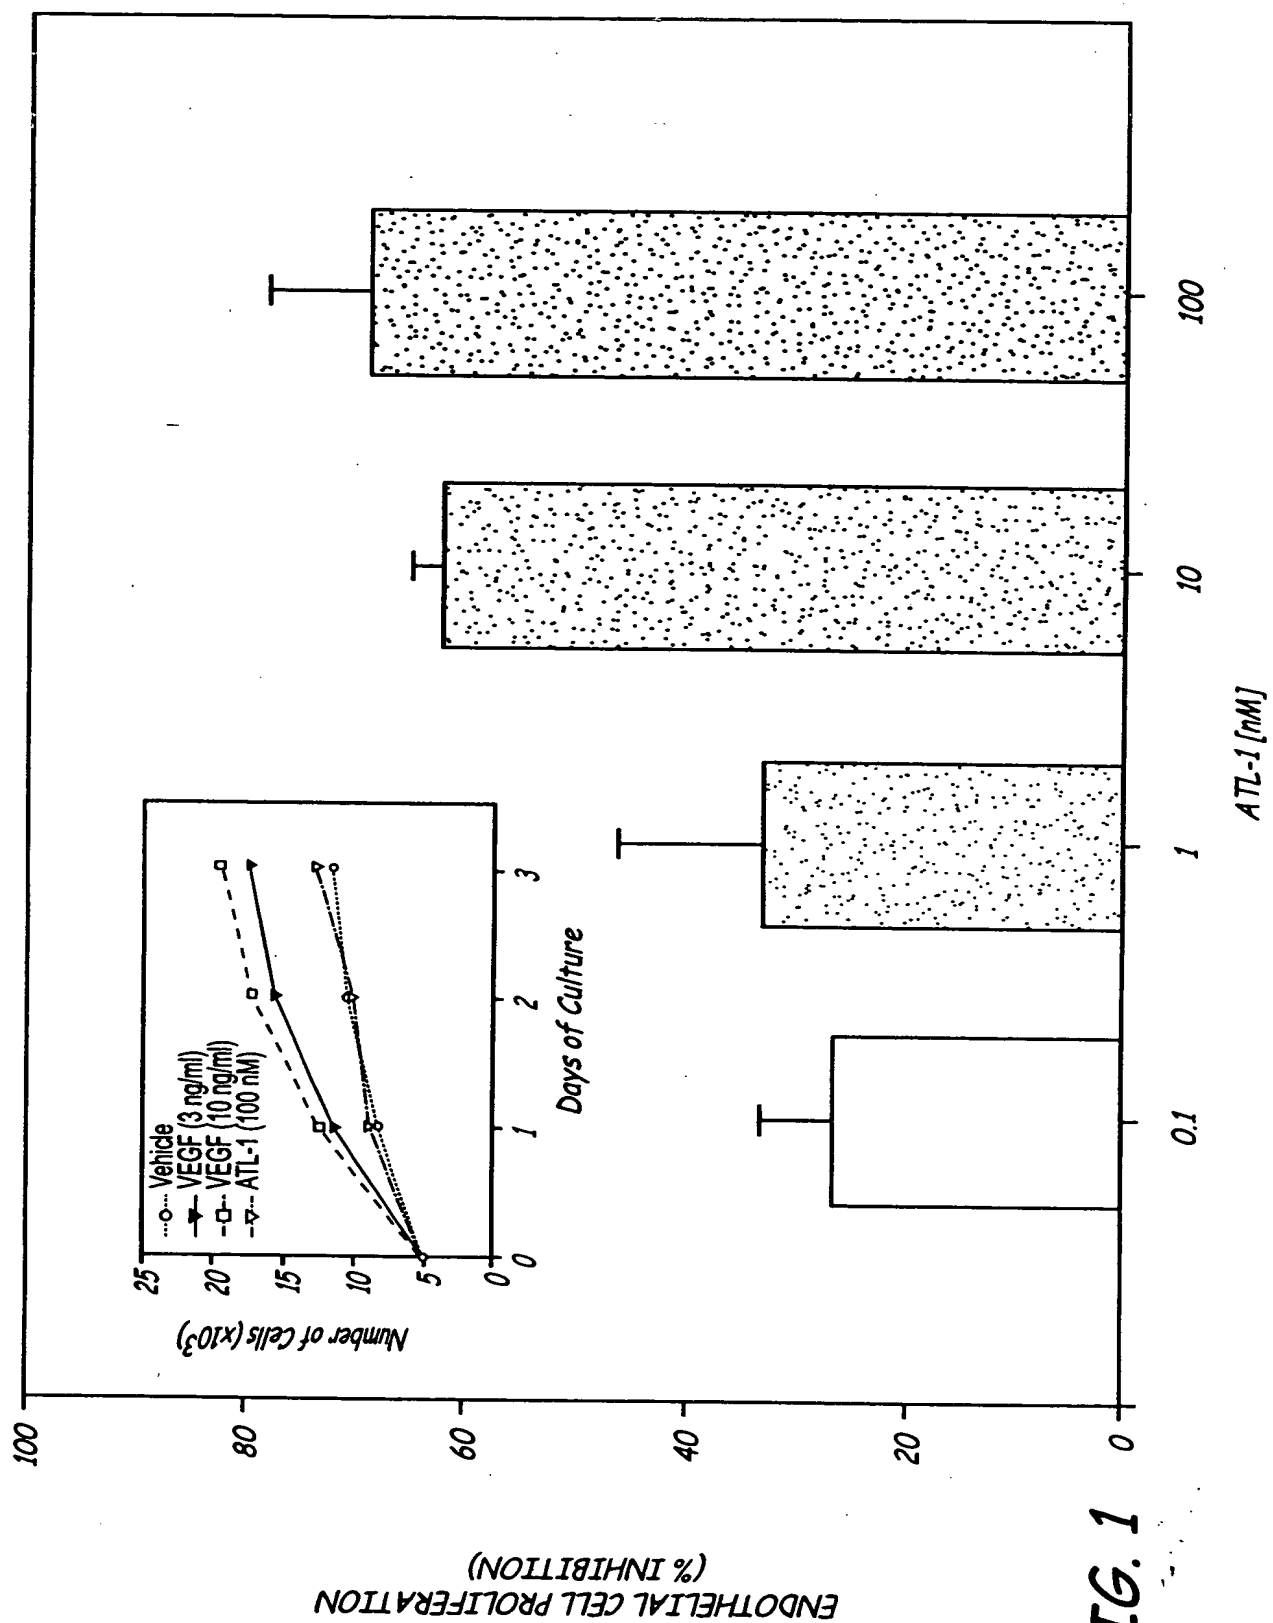 ENDOTHELIAL CELL PROLIFERATION
(% INHIBITION)
100
80
60
40
20
0
Number of Cells (x10³)
25
20
15
10
5
0
Vehicle
VEGF (3 ng/ml)
VEGF (10 ng/ml)
ATL-1 (100 nM)
0 1 2 3
Days of Culture
0.1 1 10 100
ATL-1 [nM]
FIG. 1